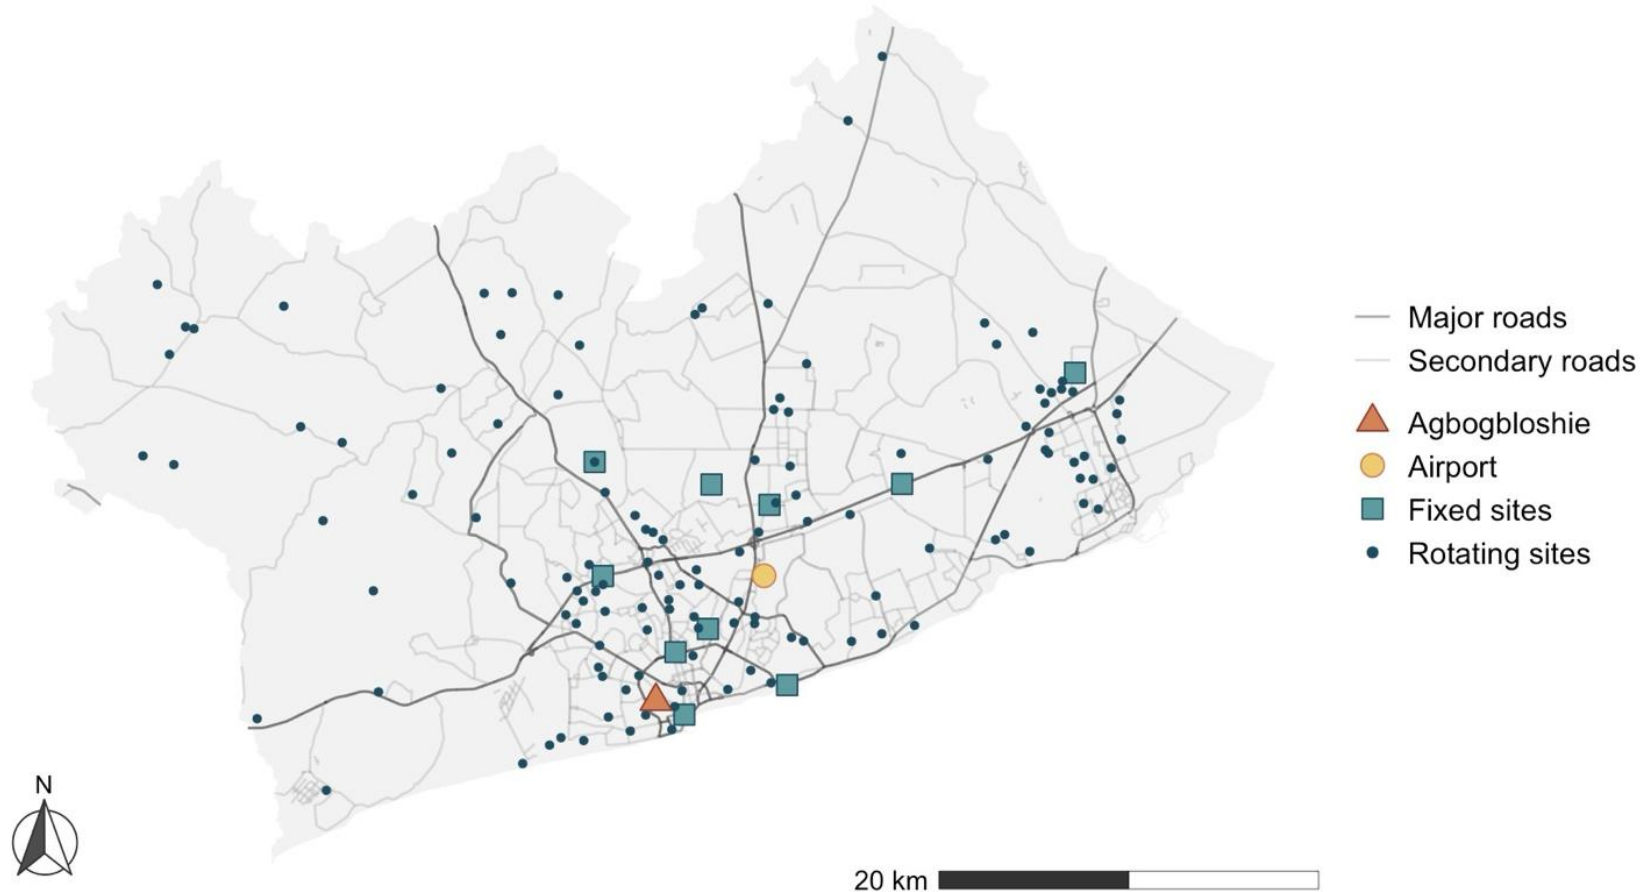 Major roads
Secondary roads
Agbogbloshie
Airport
Fixed sites
Rotating sites
N
20 km